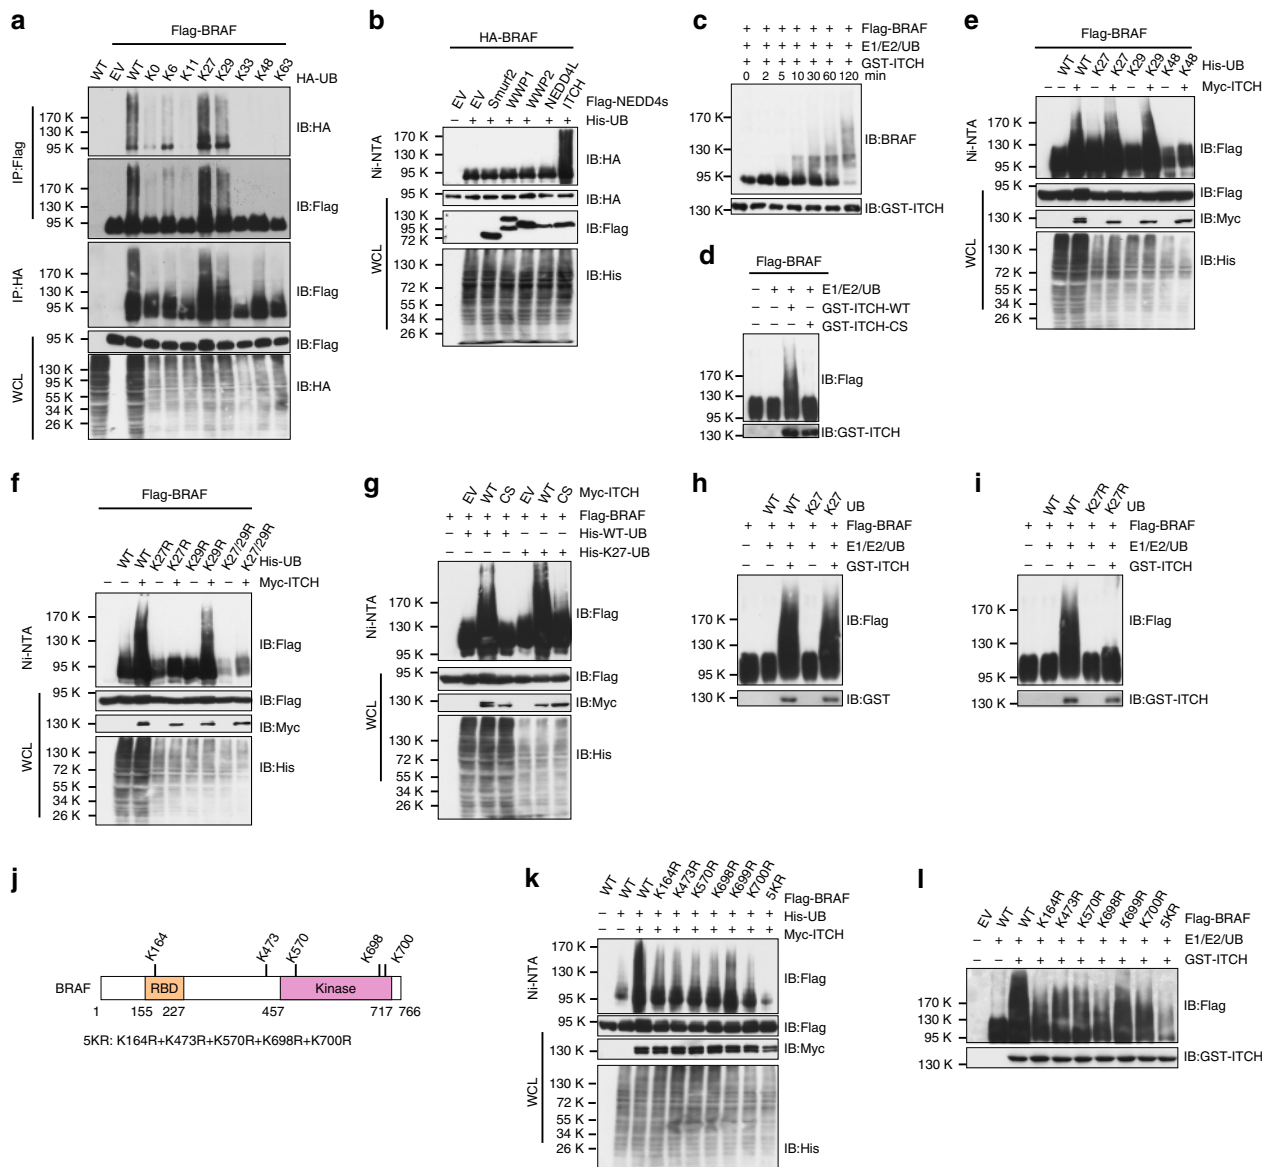 a
Flag-BRAF
WT EV WT K0 K6 K11 K27 K29 K33 K48 K63
HA-UB
IP:Flag
170 K
130 K
95 K
IB:HA
170 K
130 K
95 K
IB:Flag
IP:HA
170 K
130 K
95 K
IB:Flag
WCL
95 K
IB:Flag
130 K
95 K
55 K
34 K
26 K
IB:HA
b
HA-BRAF
EV EV Smurf2 WWP1 WWP2 NEDD4L ITCH
Flag-NEDD4s
– + + + + + + His-UB
Ni-NTA
170 K
130 K
95 K
IB:HA
WCL
95 K
IB:HA
130 K
95 K
72 K
IB:Flag
130 K
72 K
55 K
34 K
26 K
IB:His
c
+ + + + + + + Flag-BRAF
+ + + + + + + E1/E2/UB
+ + + + + + + GST-ITCH
0 2 5 10 30 60 120 min
170 K
130 K
95 K
IB:BRAF
130 K
IB:GST-ITCH
d
Flag-BRAF
– + + + E1/E2/UB
– – + – GST-ITCH-WT
– – – + GST-ITCH-CS
170 K
130 K
95 K
IB:Flag
130 K
IB:GST-ITCH
e
Flag-BRAF
– WT WT K27 K27 K29 K29 K48 K48
His-UB
– – + – + – + – + Myc-ITCH
Ni-NTA
170 K
130 K
95 K
IB:Flag
WCL
95 K
IB:Flag
130 K
IB:Myc
130 K
72 K
55 K
34 K
26 K
IB:His
f
Flag-BRAF
– WT WT K27R K27R K29R K29R K27/29R K27/29R
His-UB
– – + – + – + – + Myc-ITCH
Ni-NTA
170 K
130 K
95 K
IB:Flag
WCL
95 K
IB:Flag
130 K
IB:Myc
130 K
72 K
55 K
34 K
26 K
IB:His
g
– EV WT CS EV WT CS Myc-ITCH
+ + + + + + + Flag-BRAF
– + + + – – – His-WT-UB
– – – – + + + His-K27-UB
Ni-NTA
170 K
130 K
95 K
IB:Flag
WCL
95 K
IB:Flag
130 K
IB:Myc
130 K
72 K
55 K
34 K
26 K
IB:His
h
– WT WT K27 K27 UB
+ + + + + Flag-BRAF
– + + + + E1/E2/UB
– – + – + GST-ITCH
170 K
130 K
95 K
IB:Flag
130 K
IB:GST
i
– WT WT K27R K27R UB
+ + + + + Flag-BRAF
– + + + + E1/E2/UB
– – + – + GST-ITCH
170 K
130 K
95 K
IB:Flag
130 K
IB:GST-ITCH
j
K164 K473 K570 K698 K700
BRAF
RBD
Kinase
1 155 227 457 717 766
5KR: K164R+K473R+K570R+K698R+K700R
k
WT WT WT K164R K473R K570R K698R K699R K700R 5KR
Flag-BRAF
– + + + + + + + + + His-UB
– – + + + + + + + + Myc-ITCH
Ni-NTA
170 K
130 K
95 K
IB:Flag
WCL
95 K
IB:Flag
130 K
IB:Myc
130 K
72 K
55 K
34 K
26 K
IB:His
l
EV WT WT K164R K473R K570R K698R K699R K700R 5KR
Flag-BRAF
– + + + + + + + + + E1/E2/UB
– – + + + + + + + + GST-ITCH
170 K
130 K
95 K
IB:Flag
130 K
IB:GST-ITCH